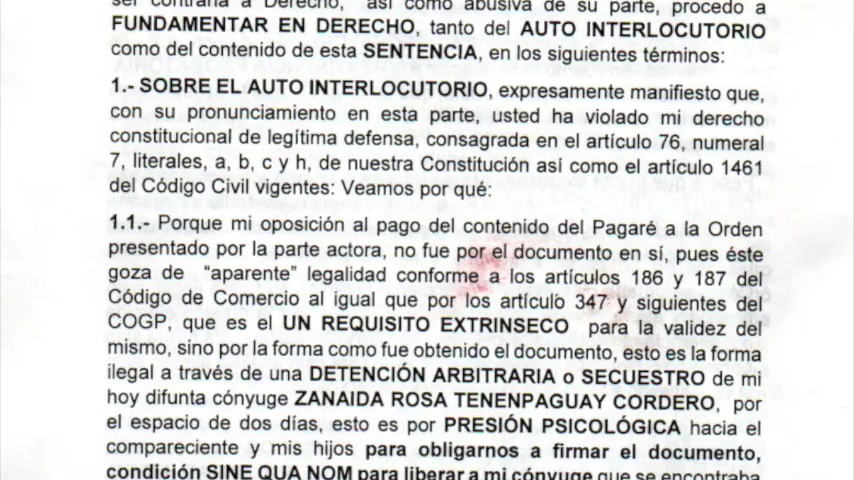 ser contraria a Derecho, así como abusiva de su parte, procedo a
FUNDAMENTAR EN DERECHO, tanto del AUTO INTERLOCUTORIO
como del contenido de esta SENTENCIA, en los siguientes términos:
1.- SOBRE EL AUTO INTERLOCUTORIO, expresamente manifiesto que,
con su pronunciamiento en esta parte, usted ha violado mi derecho
constitucional de legítima defensa, consagrada en el artículo 76, numeral
7, literales, a, b, c y h, de nuestra Constitución así como el artículo 1461
del Código Civil vigentes: Veamos por qué:
1.1.- Porque mi oposición al pago del contenido del Pagaré a la Orden
presentado por la parte actora, no fue por el documento en sí, pues éste
goza de “aparente” legalidad conforme a los artículos 186 y 187 del
Código de Comercio al igual que por los artículo 347 y siguientes del
COGP, que es el UN REQUISITO EXTRINSECO para la validez del
mismo, sino por la forma como fue obtenido el documento, esto es la forma
ilegal a través de una DETENCIÓN ARBITRARIA o SECUESTRO de mi
hoy difunta cónyuge ZANAIDA ROSA TENENPAGUAY CORDERO, por
el espacio de dos días, esto es por PRESIÓN PSICOLÓGICA hacia el
compareciente y mis hijos para obligarnos a firmar el documento,
condición SINE QUA NOM para liberar a mi cónyuge que se encontraba